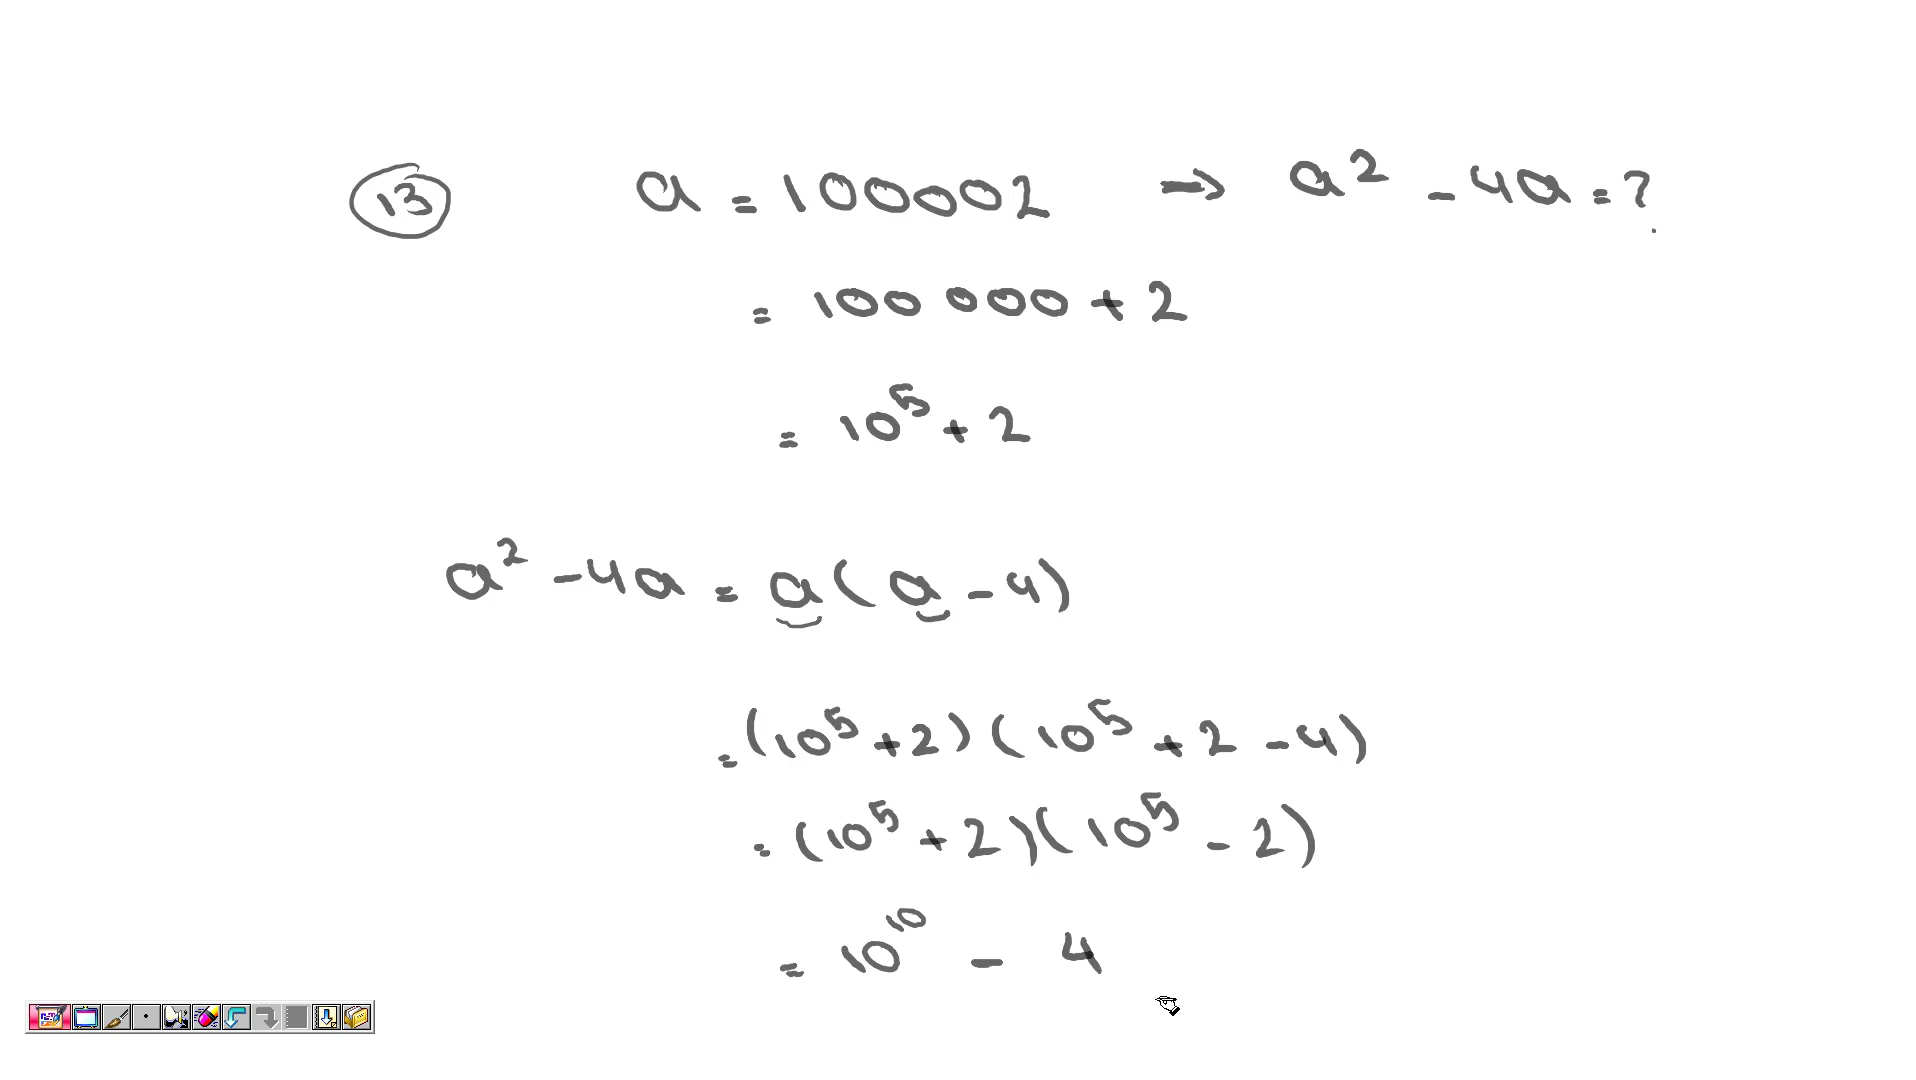 13 a = 100002 → a² - 4a = ?
= 100 000 + 2
= 10⁵ + 2
a² - 4a = a ( a - 4)
= (10⁵ + 2) ( 10⁵ + 2 - 4)
= (10⁵ + 2)( 10⁵ - 2)
= 10¹⁰ - 4